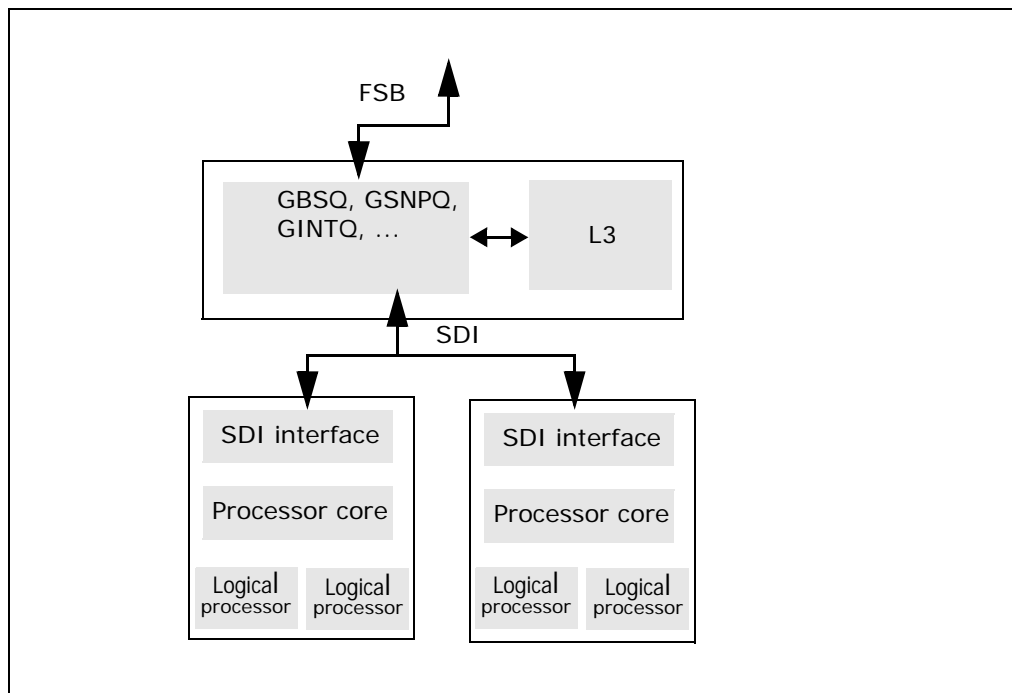 FSB
GBSQ, GSNPQ,
GINTQ, ...
L3
SDI
SDI interface
Processor core
Logical
processor
Logical
processor
SDI interface
Processor core
Logical
processor
Logical
processor